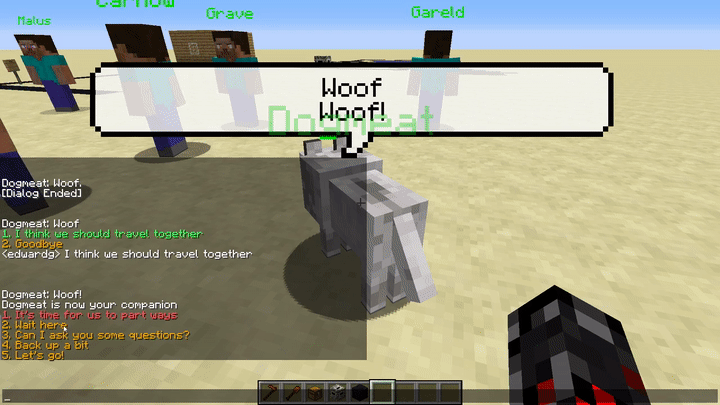 Carnow
Malus
Grave
Gareld
Woof
Woof!
Dogmeat
Dogmeat: Woof.
[Dialog Ended]
Dogmeat: Woof
1. I think we should travel together
2. Goodbye
<edwardg> I think we should travel together
Dogmeat: Woof!
Dogmeat is now your companion
1. It's time for us to part ways
2. Wait here
3. Can I ask you some questions?
4. Back up a bit
5. Let's go!
_